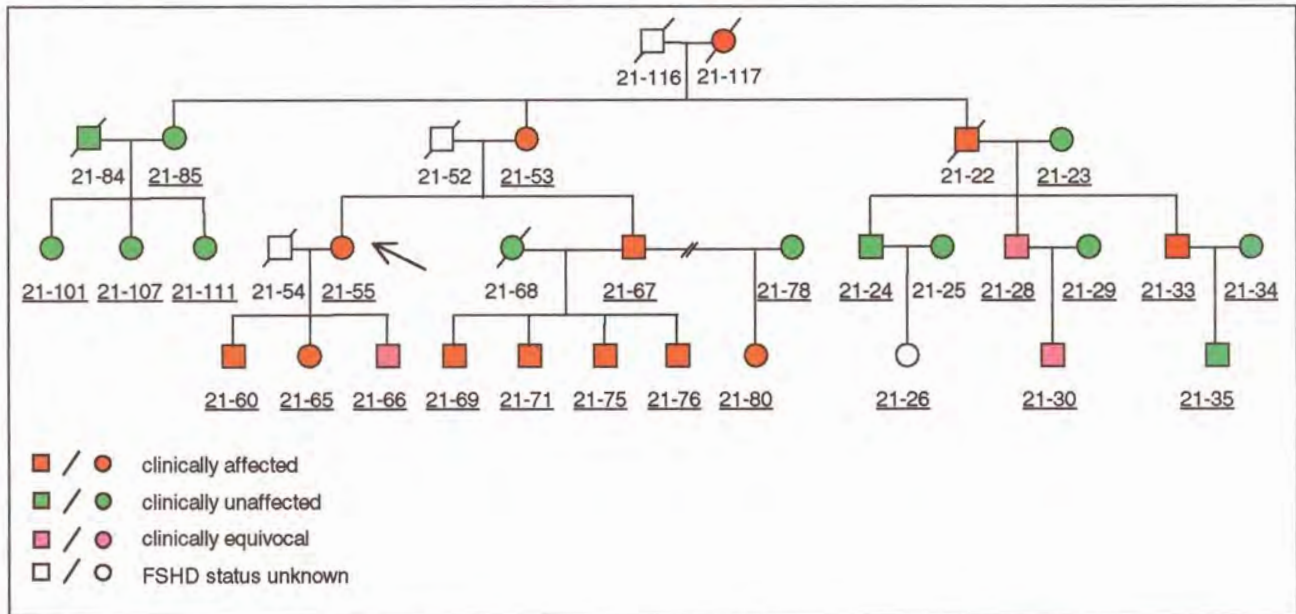 21-116 21-117
21-84 21-85 21-52 21-53 21-22 21-23
21-101 21-107 21-111 21-54 21-55 21-68 21-67 21-78 21-24 21-25 21-28 21-29 21-33 21-34
21-60 21-65 21-66 21-69 21-71 21-75 21-76 21-80 21-26 21-30 21-35
clinically affected
clinically unaffected
clinically equivocal
FSHD status unknown